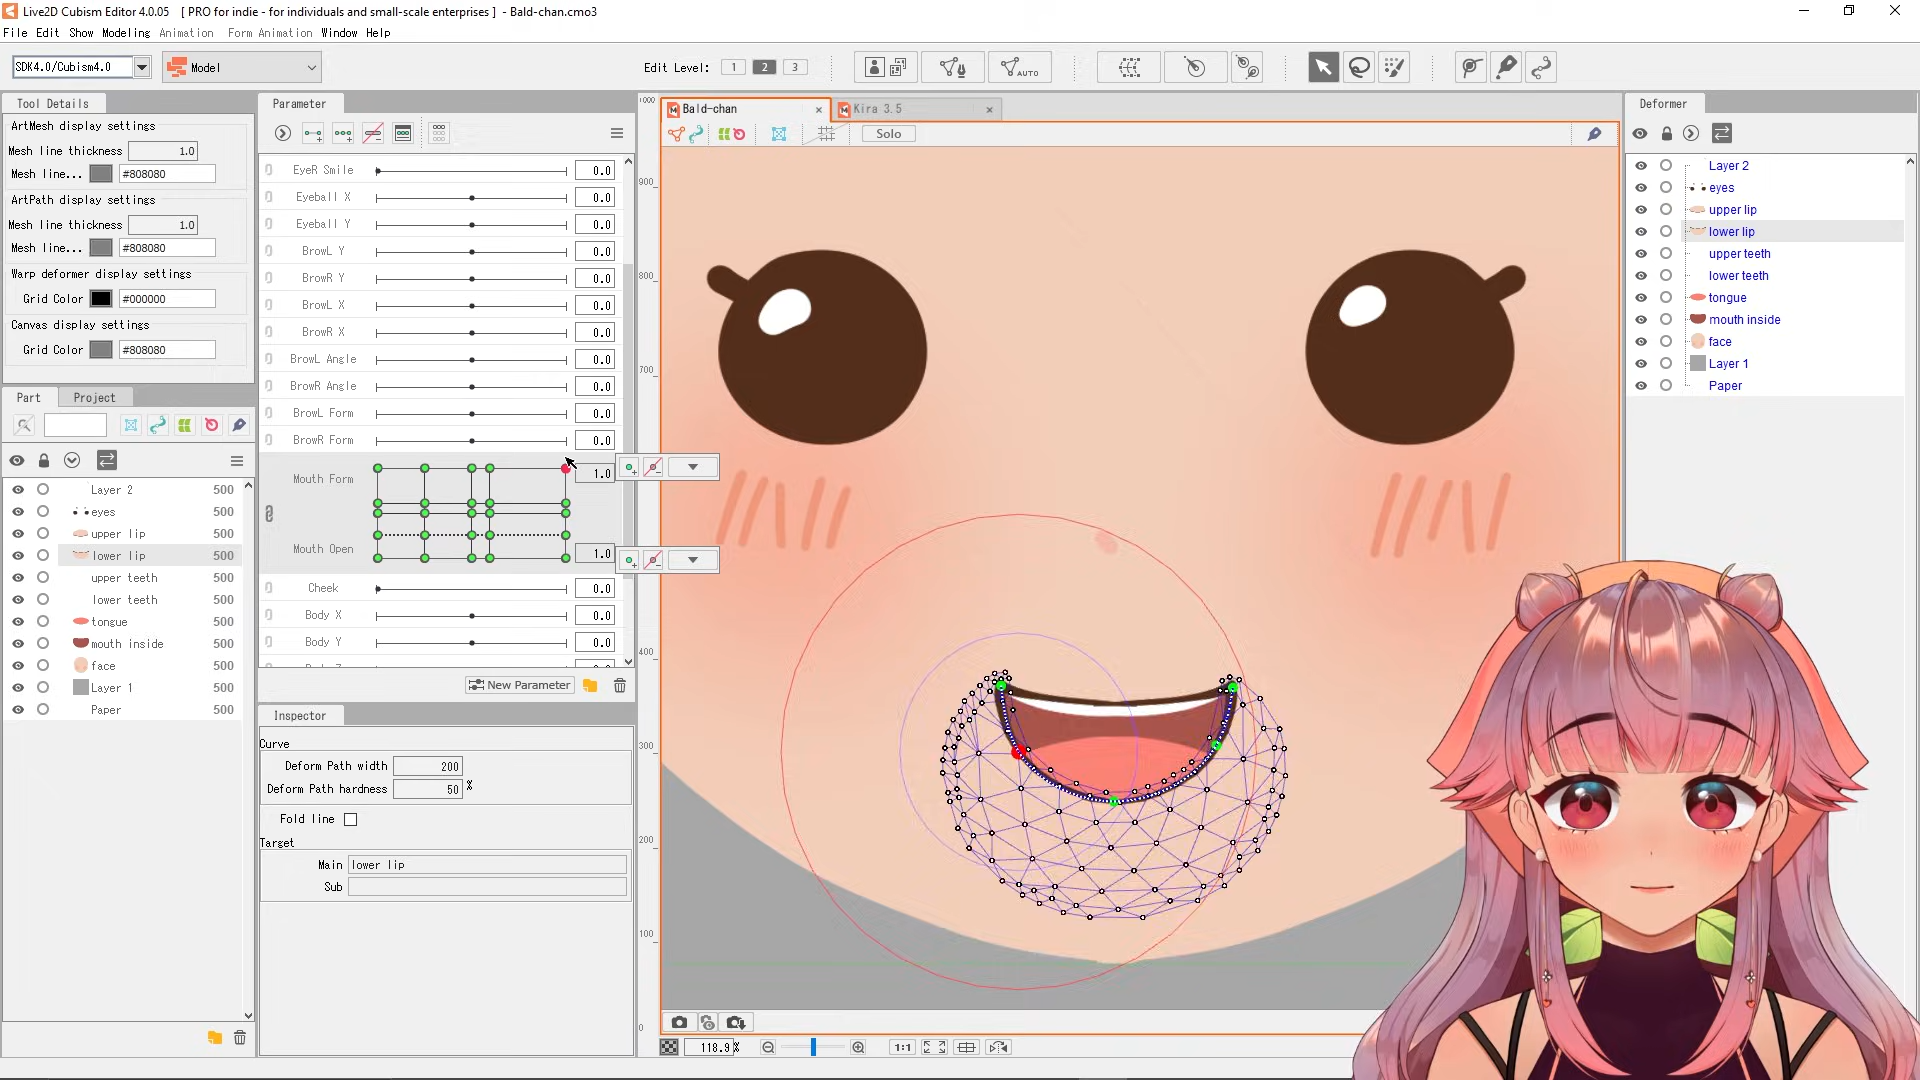 Live2D Cubism Editor 4.0.05 [ PRO for indie - for individuals and small-scale enterprises ] - Bald-chan.cmo3
File Edit Show Modeling Animation Form Animation Window Help
SDK4.0/Cubism4.0
Model
Edit Level: 1 2 3
AUTO
Tool Details
ArtMesh display settings
Mesh line thickness 1.0
Mesh line... #808080
ArtPath display settings
Mesh line thickness 1.0
Mesh line... #808080
Warp deformer display settings
Grid Color #000000
Canvas display settings
Grid Color #808080
Part Project
Layer 2 500
eyes 500
upper lip 500
lower lip 500
upper teeth 500
lower teeth 500
tongue 500
mouth inside 500
face 500
Layer 1 500
Paper 500
Parameter
EyeR Smile 0.0
Eyeball X 0.0
Eyeball Y 0.0
BrowL Y 0.0
BrowR Y 0.0
BrowL X 0.0
BrowR X 0.0
BrowL Angle 0.0
BrowR Angle 0.0
BrowL Form 0.0
BrowR Form 0.0
Mouth Form 1.0
Mouth Open 1.0
Cheek 0.0
Body X 0.0
Body Y 0.0
New Parameter
Inspector
Curve
Deform Path width 200
Deform Path hardness 50 %
Fold line
Target
Main lower lip
Sub
Bald-chan
Kira 3.5
Solo
1000
900
800
700
400
300
200
100
0
118.9%
1:1
Deformer
Layer 2
eyes
upper lip
lower lip
upper teeth
lower teeth
tongue
mouth inside
face
Layer 1
Paper